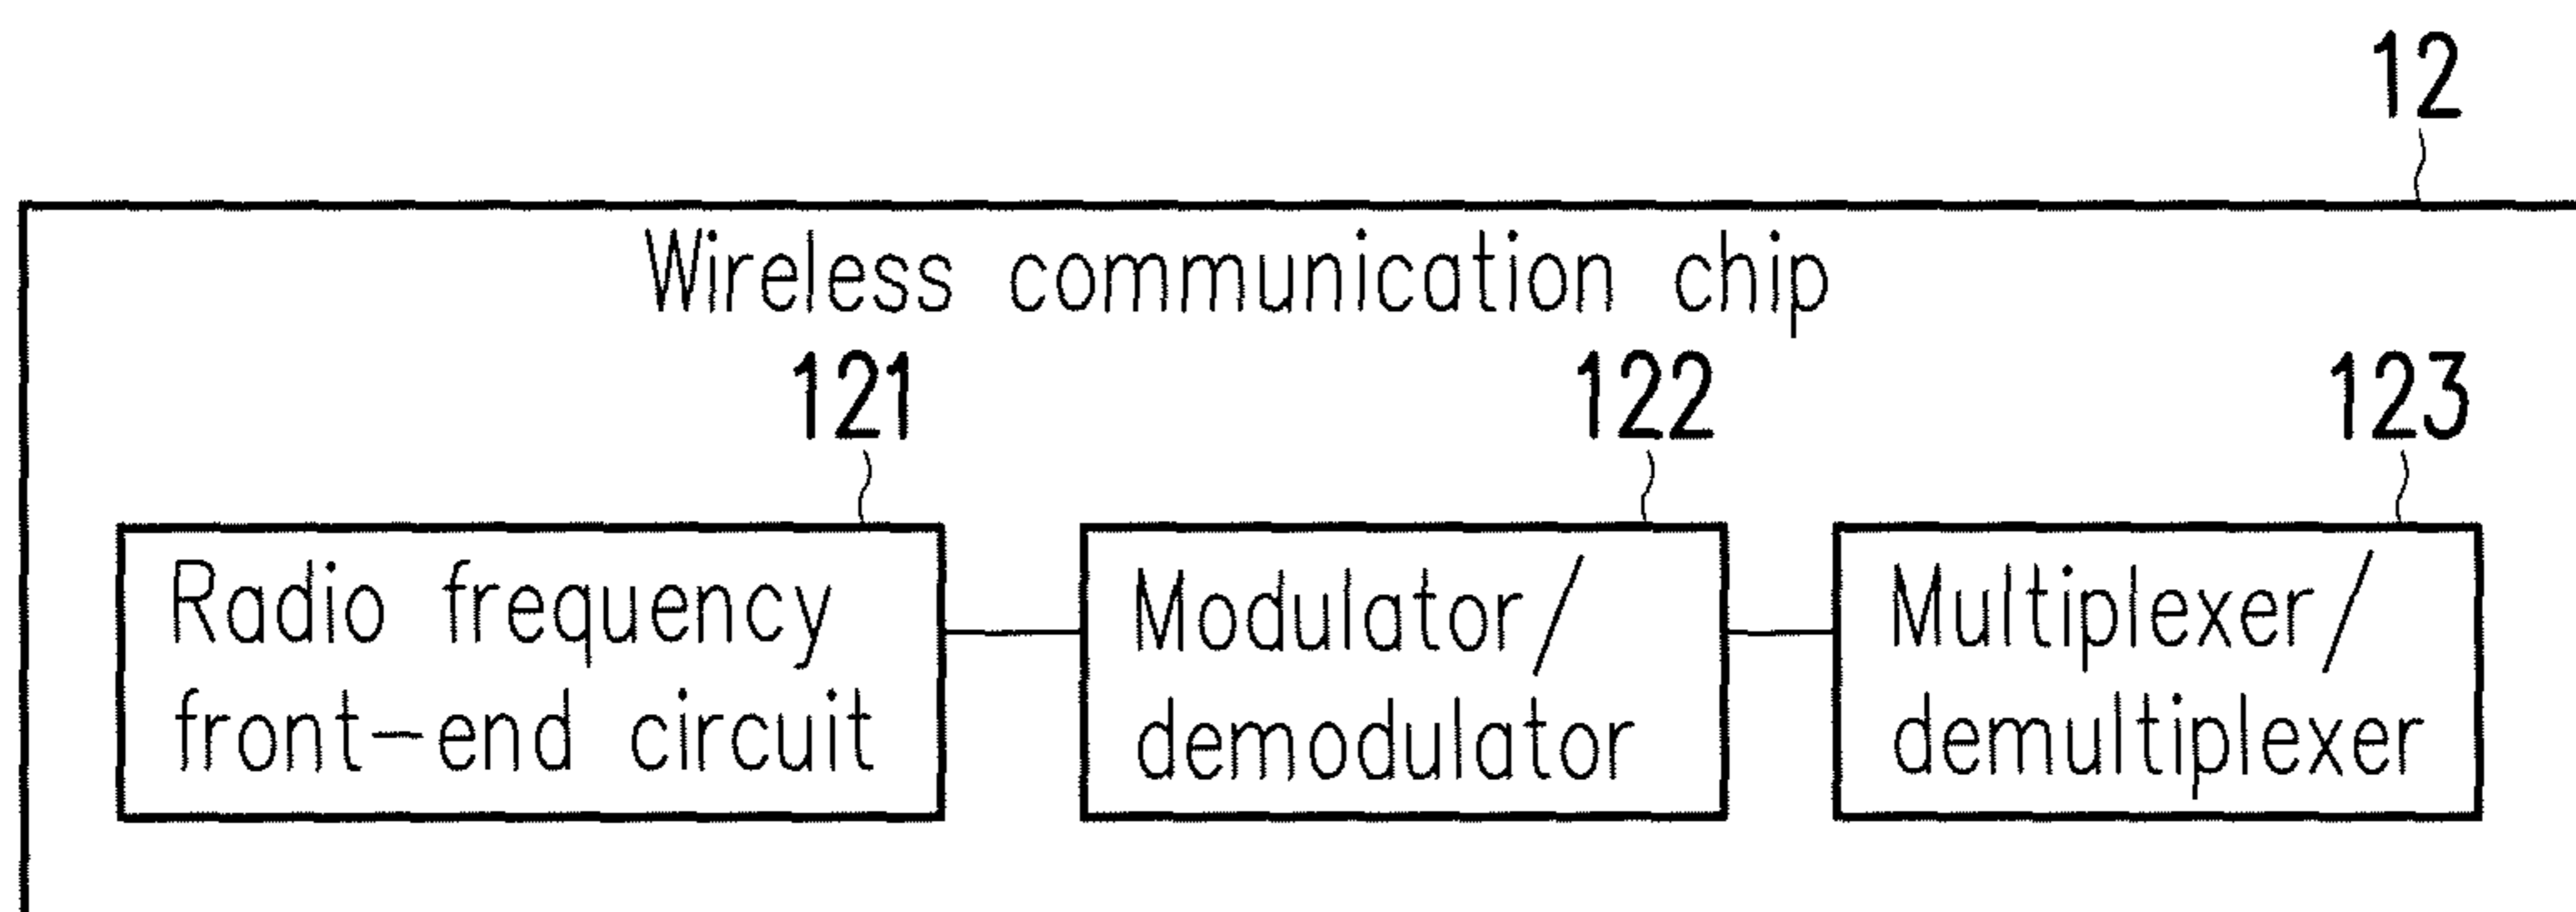 12
Wireless communication chip
121
122
123
Radio frequency
front-end circuit
Modulator/
demodulator
Multiplexer/
demultiplexer